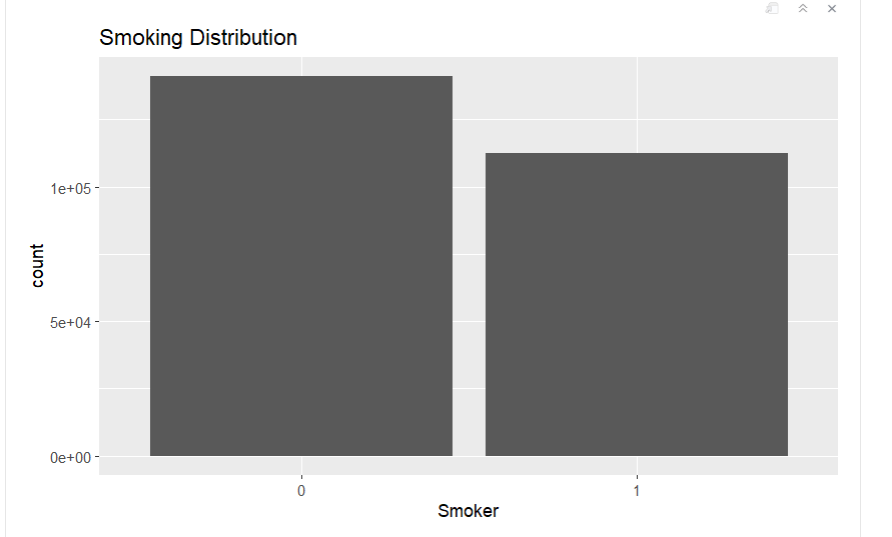 Smoking Distribution
1e+05
5e+04
0e+00
count
0
1
Smoker